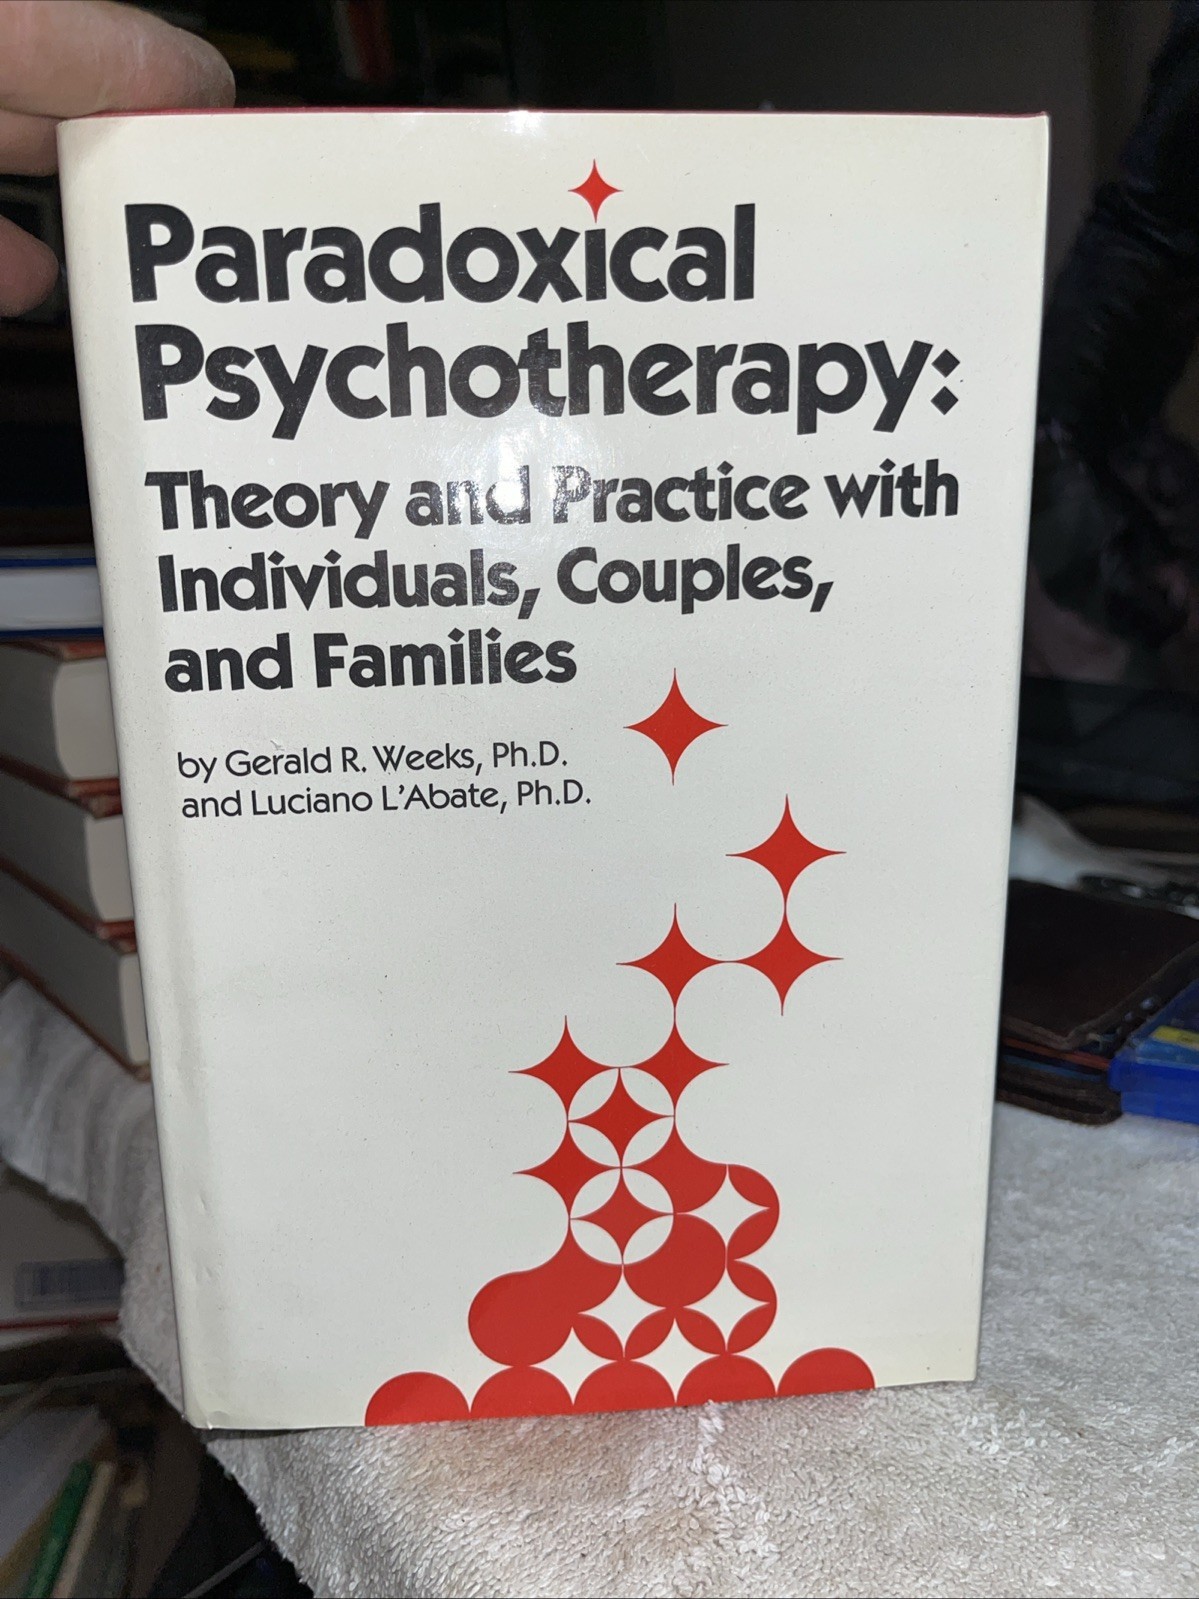 Paradoxical
Psychotherapy:
Theory and Practice with
Individuals, Couples,
and Families
by Gerald R. Weeks, Ph.D.
and Luciano L'Abate, Ph.D.